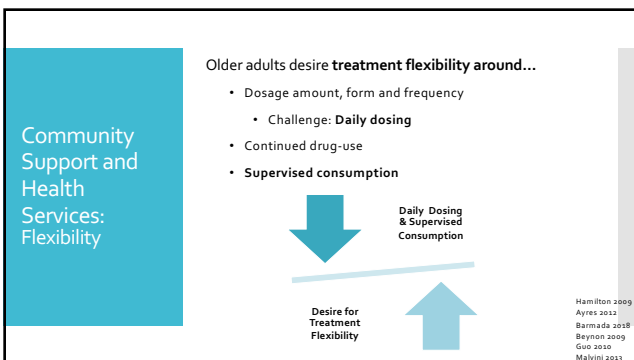 Community
Support and
Health
Services:
Flexibility
Older adults desire treatment flexibility around…
• Dosage amount, form and frequency
• Challenge: Daily dosing
• Continued drug-use
• Supervised consumption
Daily Dosing
& Supervised
Consumption
Desire for
Treatment
Flexibility
Hamilton 2009
Ayres 2012
Barmada 2018
Beynon 2009
Guo 2010
Malvini 2013